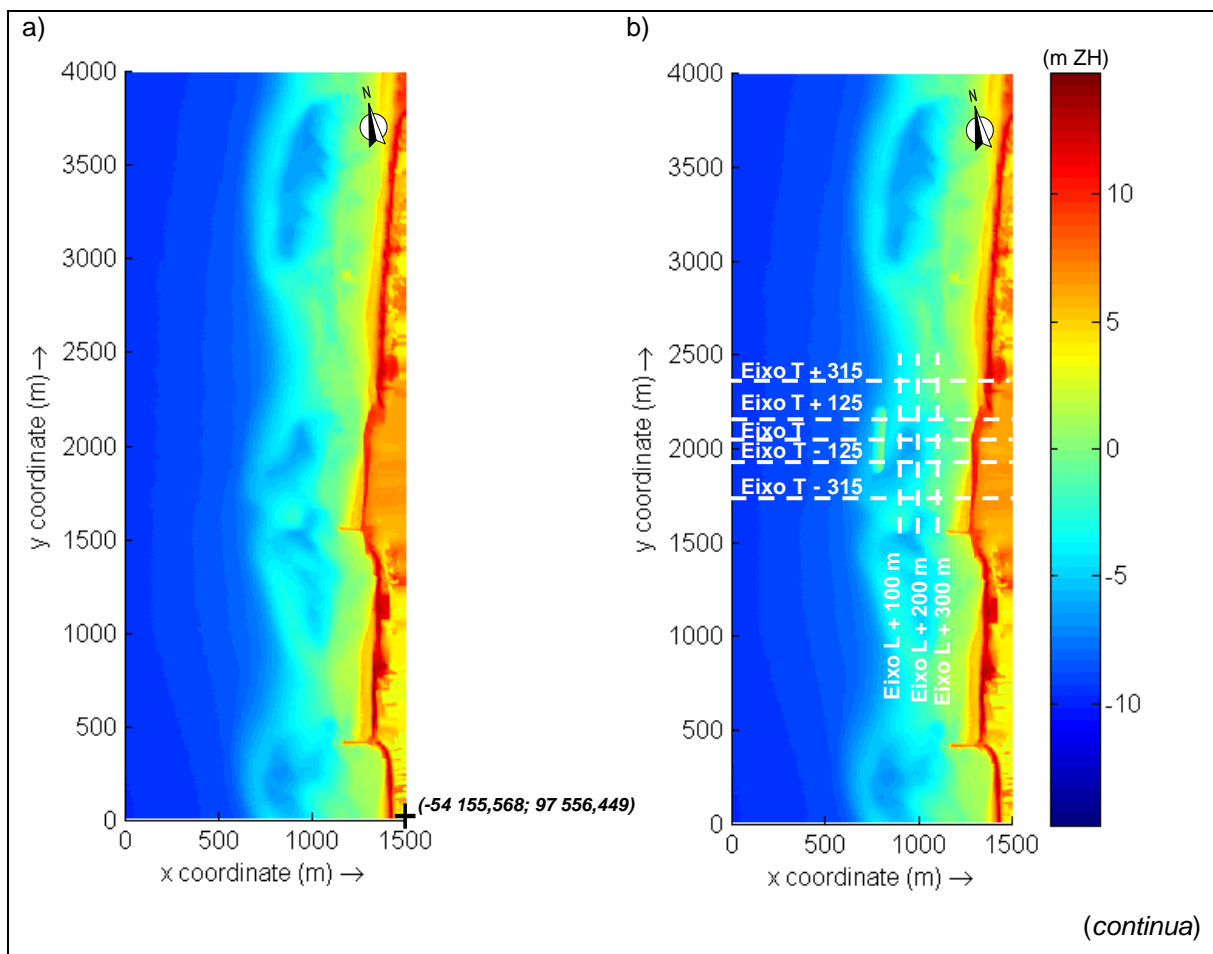 a)
4000
3500
3000
2500
2000
1500
1000
500
0
y coordinate (m) →
N
0
500
1000
1500
x coordinate (m) →
(-54 155,568; 97 556,449)
b)
(m ZH)
4000
3500
3000
2500
2000
1500
1000
500
0
y coordinate (m) →
N
Eixo T + 315
Eixo T + 125
Eixo T
Eixo T - 125
Eixo T - 315
Eixo L + 100 m
Eixo L + 200 m
Eixo L + 300 m
0
500
1000
1500
x coordinate (m) →
10
5
0
-5
-10
(continua)